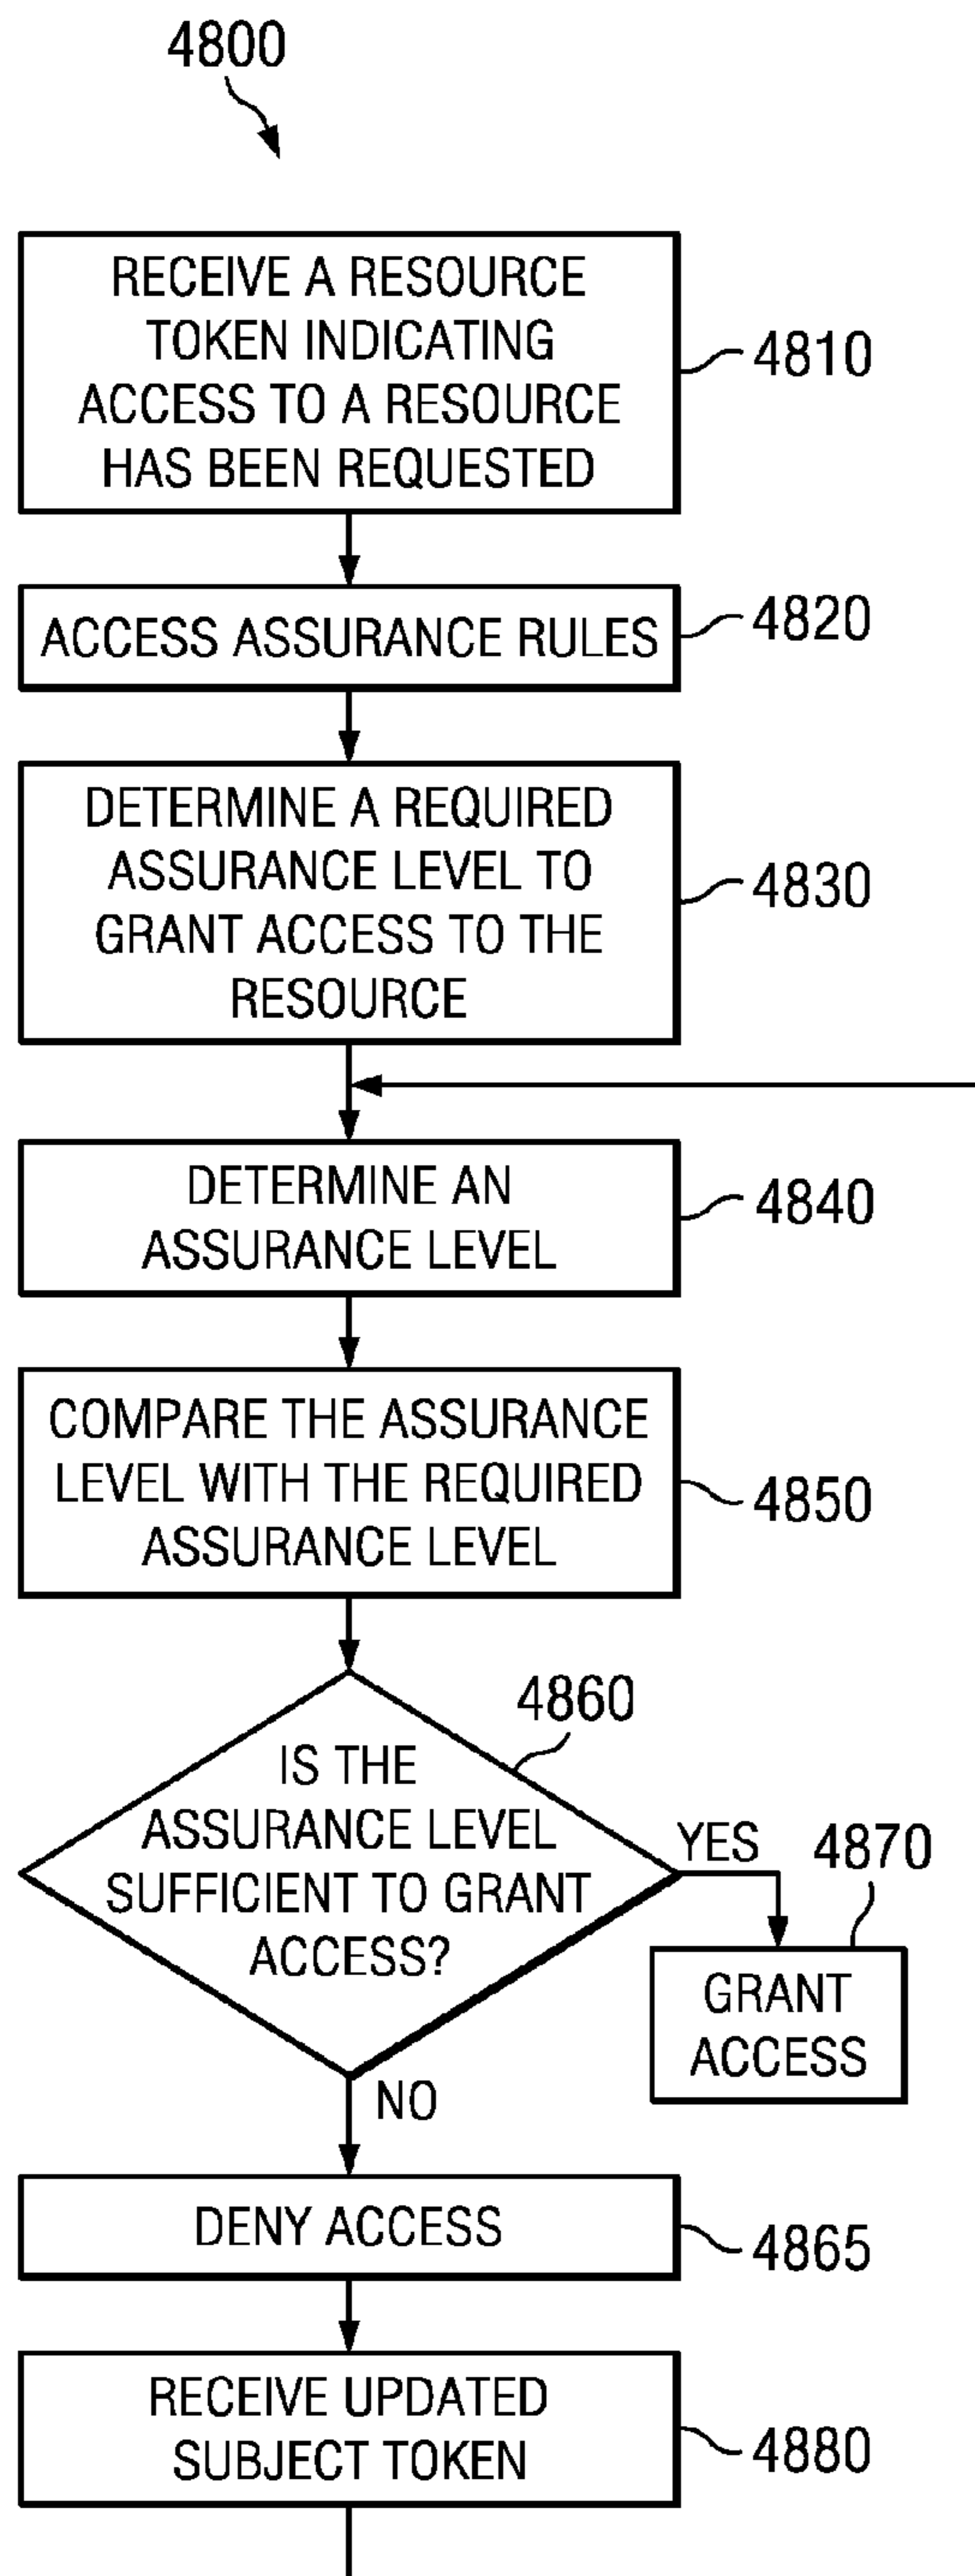 4800
RECEIVE A RESOURCE
TOKEN INDICATING
ACCESS TO A RESOURCE
HAS BEEN REQUESTED
4810
ACCESS ASSURANCE RULES
4820
DETERMINE A REQUIRED
ASSURANCE LEVEL TO
GRANT ACCESS TO THE
RESOURCE
4830
DETERMINE AN
ASSURANCE LEVEL
4840
COMPARE THE ASSURANCE
LEVEL WITH THE REQUIRED
ASSURANCE LEVEL
4850
4860
IS THE
ASSURANCE LEVEL
SUFFICIENT TO GRANT
ACCESS?
YES
4870
GRANT
ACCESS
NO
DENY ACCESS
4865
RECEIVE UPDATED
SUBJECT TOKEN
4880